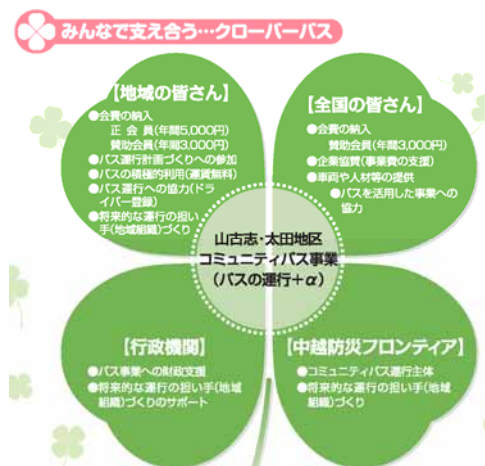 みんなで支え合う…クローバーバス
【地域の皆さん】
●会費の納入
正 会 員(年間5,000円)
賛助会員(年間3,000円)
●バス運行計画づくりへの参加
●バスの積極的利用(運賃無料)
●バス運行への協力(ドラ
イバー登録)
●将来的な運行の担い
手(地域組織)づくり
【全国の皆さん】
●会費の納入
賛助会員(年間3,000円)
●企業協賛(事業費の支援)
●車両や人材等の提供
●バスを活用した事業への
協力
山古志・太田地区
コミュニティバス事業
(バスの運行+α)
【行政機関】
●バス事業への財政支援
●将来的な運行の担い手(地域
組織)づくりのサポート
【中越防災フロンティア】
●コミュニティバス運行主体
●将来的な運行の担い手(地域
組織)づくり